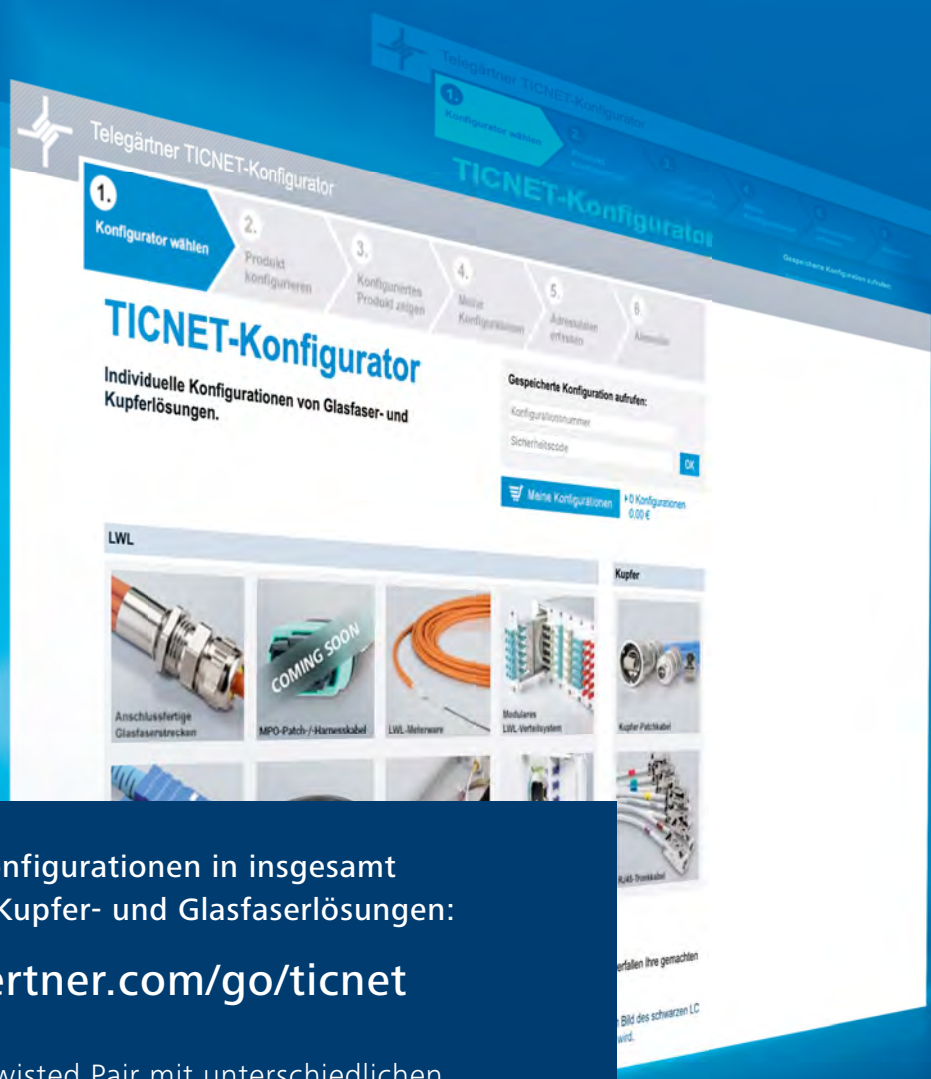 Telegärtner TICNET-Konfigurator
1.
Konfigurator wählen
2.
TICNET-Konfigurator
Gespeicherte Konfiguration aufrufen:
Telegärtner TICNET-Konfigurator
1.
Konfigurator wählen
2.
Produkt
konfigurieren
3.
Konfiguriertes
Produkt zeigen
4.
Meine
Konfigurationen
5.
Adressdaten
erfassen
6.
TICNET-Konfigurator
Individuelle Konfigurationen von Glasfaser- und
Kupferlösungen.
Gespeicherte Konfiguration aufrufen:
Konfigurationsnummer
Sicherheitscode
OK
Meine Konfigurationen
0 Konfigurationen
0.00 €
LWL
Kupfer
Anschlussfertige
Glasfaserstrecken
COMING SOON
MPO-Patch-/-Harnesskabel
LWL-Meterware
Modulares
LWL-Verteilsystem
Kupfer-Patchkabel
RJ45-Trunkkabel
erfallen Ihre gemachten
Bild des schwarzen LC
wird.
onfigurationen in insgesamt
Kupfer- und Glasfaserlösungen:
ertner.com/go/ticnet
wisted Pair mit unterschiedlichen